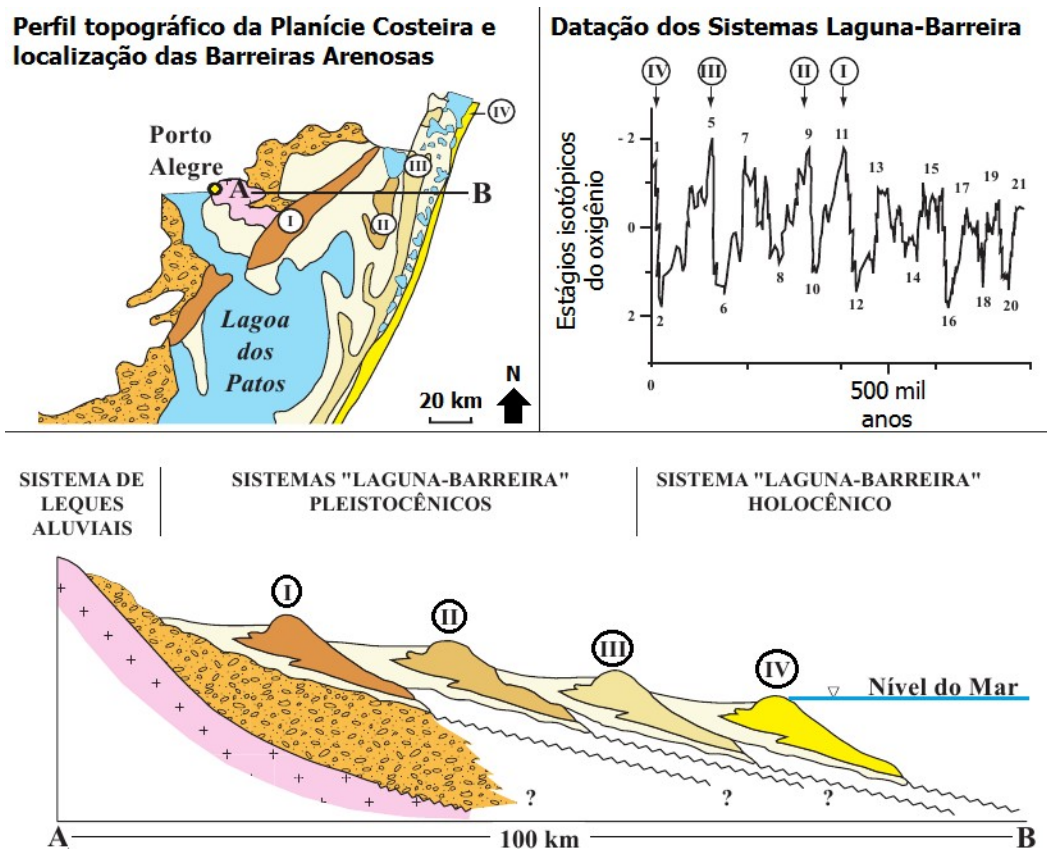 Perfil topográfico da Planície Costeira e
localização das Barreiras Arenosas
Porto
Alegre
A
B
I
II
III
IV
Lagoa
dos
Patos
20 km
N
Datação dos Sistemas Laguna-Barreira
IV
III
II
I
Estágios isotópicos
do oxigênio
- 2
0
2
1
2
5
6
7
8
9
10
11
12
13
14
15
16
17
18
19
20
21
0
500 mil
anos
SISTEMA DE
LEQUES
ALUVIAIS
SISTEMAS "LAGUNA-BARREIRA"
PLEISTOCÊNICOS
SISTEMA "LAGUNA-BARREIRA"
HOLOCÊNICO
I
II
III
IV
Nível do Mar
?
?
?
A
100 km
B